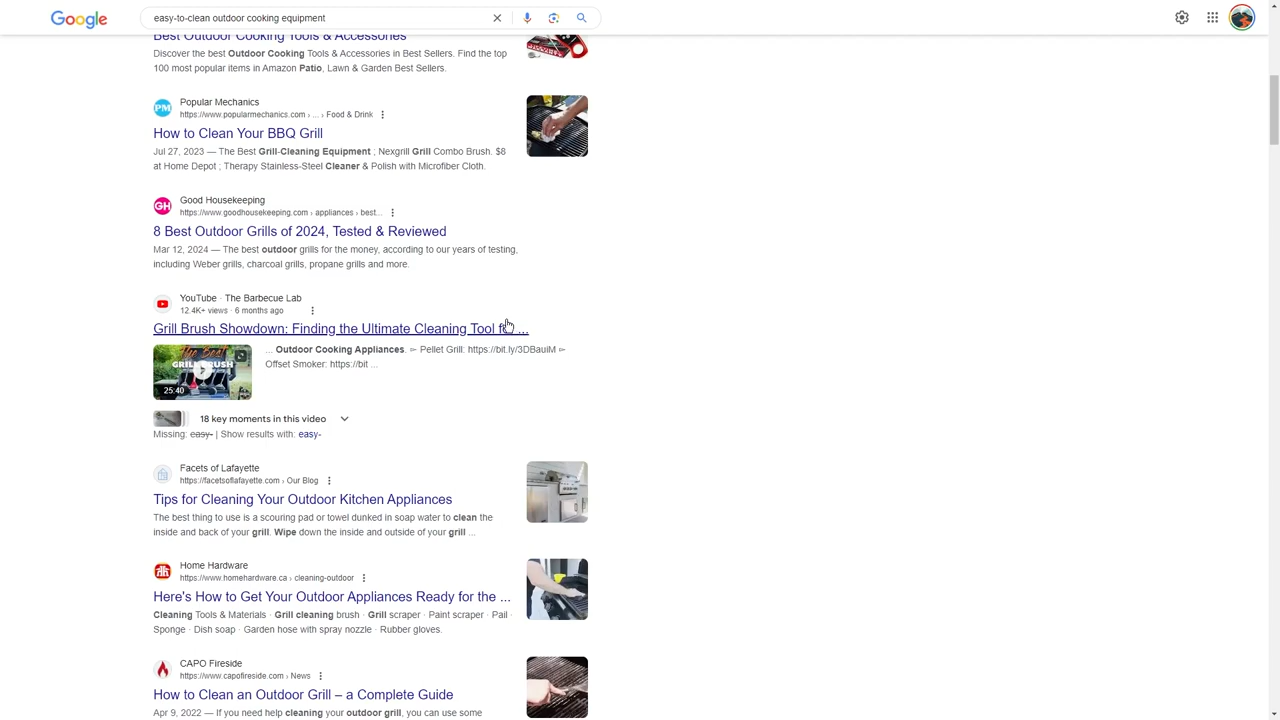 Google
easy-to-clean outdoor cooking equipment
Best Outdoor Cooking Tools & Accessories
Discover the best Outdoor Cooking Tools & Accessories in Best Sellers. Find the top
100 most popular items in Amazon Patio, Lawn & Garden Best Sellers.
PM
Popular Mechanics
https://www.popularmechanics.com › ... › Food & Drink
How to Clean Your BBQ Grill
Jul 27, 2023 — The Best Grill-Cleaning Equipment ; Nexgrill Grill Combo Brush. $8
at Home Depot ; Therapy Stainless-Steel Cleaner & Polish with Microfiber Cloth.
GH
Good Housekeeping
https://www.goodhousekeeping.com › appliances › best...
8 Best Outdoor Grills of 2024, Tested & Reviewed
Mar 12, 2024 — The best outdoor grills for the money, according to our years of testing,
including Weber grills, charcoal grills, propane grills and more.
YouTube · The Barbecue Lab
12.4K+ views · 6 months ago
Grill Brush Showdown: Finding the Ultimate Cleaning Tool for ...
The Best
GRILL BRUSH
25:40
... Outdoor Cooking Appliances. ► Pellet Grill: https://bit.ly/3DBauiM ►
Offset Smoker: https://bit ...
18 key moments in this video
Missing: easy- | Show results with: easy-
Facets of Lafayette
https://facetsoflafayette.com › Our Blog
Tips for Cleaning Your Outdoor Kitchen Appliances
The best thing to use is a scouring pad or towel dunked in soap water to clean the
inside and back of your grill. Wipe down the inside and outside of your grill ...
Home Hardware
https://www.homehardware.ca › cleaning-outdoor
Here's How to Get Your Outdoor Appliances Ready for the ...
Cleaning Tools & Materials · Grill cleaning brush · Grill scraper · Paint scraper · Pail ·
Sponge · Dish soap · Garden hose with spray nozzle · Rubber gloves.
CAPO Fireside
https://www.capofireside.com › News
How to Clean an Outdoor Grill – a Complete Guide
Apr 9, 2022 — If you need help cleaning your outdoor grill, you can use some